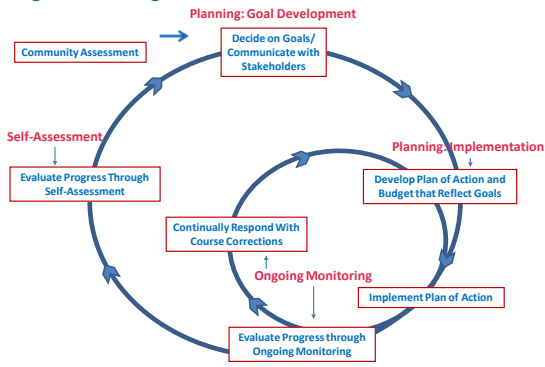 Planning: Goal Development
Community Assessment
Decide on Goals/
Communicate with
Stakeholders
Self-Assessment
Planning: Implementation
Evaluate Progress Through
Self-Assessment
Develop Plan of Action and
Budget that Reflect Goals
Continually Respond With
Course Corrections
Ongoing Monitoring
Implement Plan of Action
Evaluate Progress through
Ongoing Monitoring